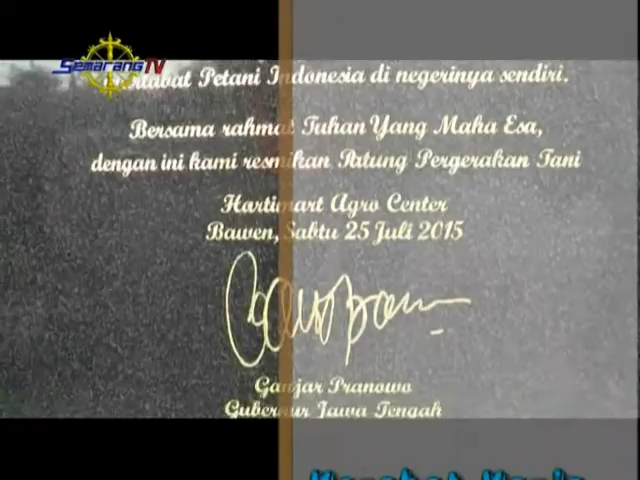 SemarangTV
Petani Indonesia di negerinya sendiri.
Bersama rahmat Tuhan Yang Maha Esa,
dengan ini kami resmikan Patung Pergerakan Tani
Hartimart Agro Center
Bawen, Sabtu 25 Juli 2015
Ganjar Pranowo
Gubernur Jawa Tengah